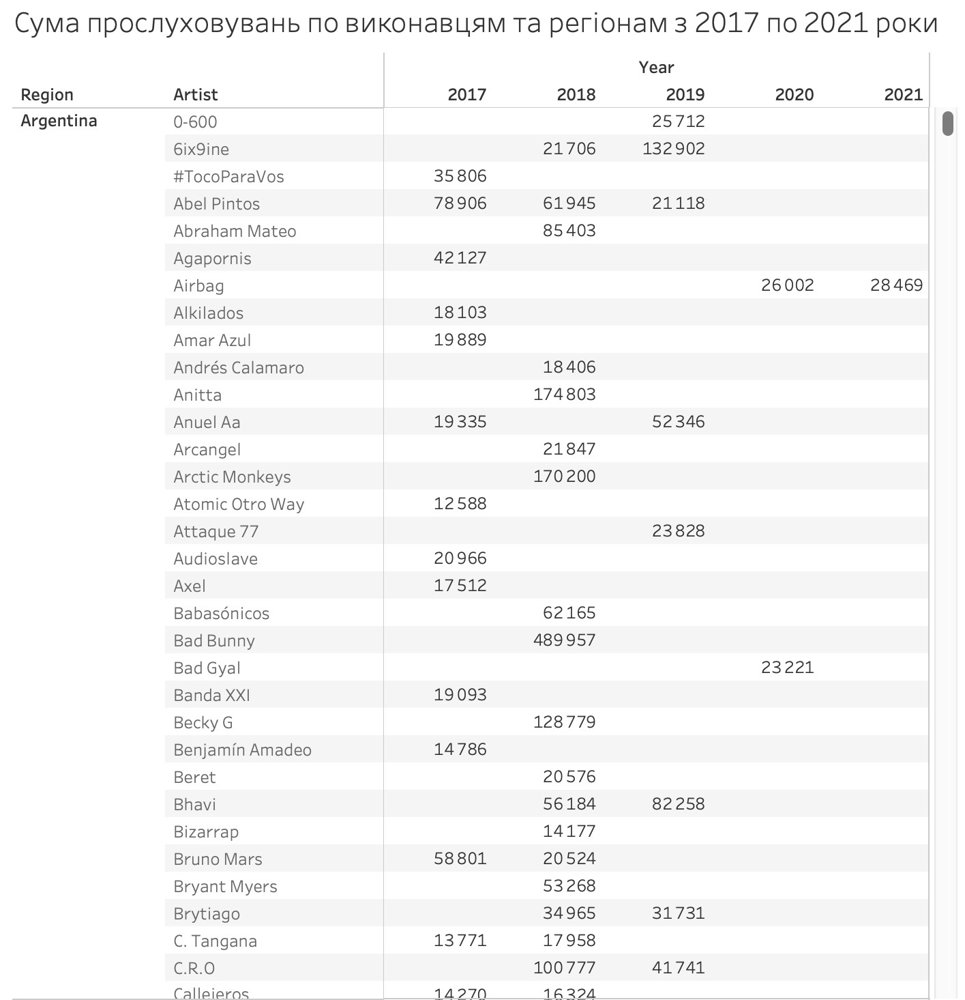 Сума прослуховувань по виконавцям та регіонам з 2017 по 2021 роки
Year
Region Artist 2017 2018 2019 2020 2021
Argentina 0-600 25 712
6ix9ine 21 706 132 902
#TocoParaVos 35 806
Abel Pintos 78 906 61 945 21 118
Abraham Mateo 85 403
Agapornis 42 127
Airbag 26 002 28 469
Alkilados 18 103
Amar Azul 19 889
Andrés Calamaro 18 406
Anitta 174 803
Anuel Aa 19 335 52 346
Arcangel 21 847
Arctic Monkeys 170 200
Atomic Otro Way 12 588
Attaque 77 23 828
Audioslave 20 966
Axel 17 512
Babasónicos 62 165
Bad Bunny 489 957
Bad Gyal 23 221
Banda XXI 19 093
Becky G 128 779
Benjamín Amadeo 14 786
Beret 20 576
Bhavi 56 184 82 258
Bizarrap 14 177
Bruno Mars 58 801 20 524
Bryant Myers 53 268
Brytiago 34 965 31 731
C. Tangana 13 771 17 958
C.R.O 100 777 41 741
Callejeros 14 270 16 324